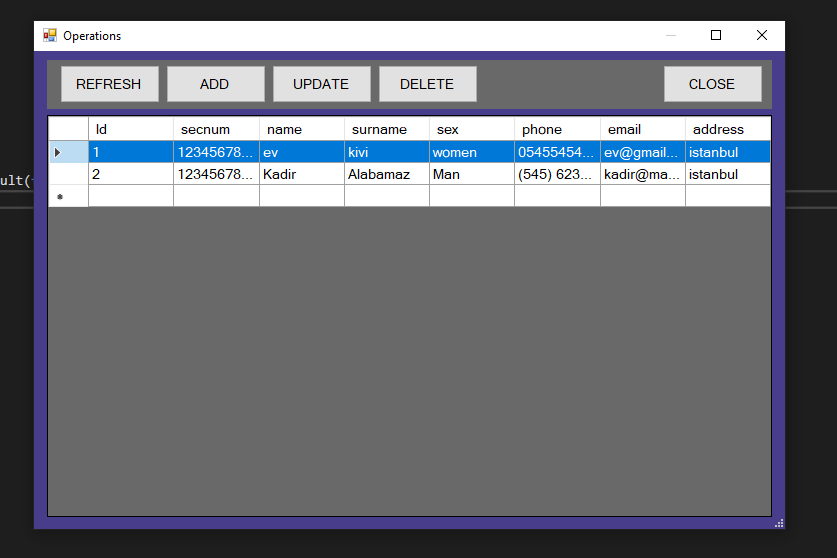 Operations
REFRESH ADD UPDATE DELETE CLOSE
Id secnum name surname sex phone email address
1 12345678... ev kivi women 05455454... ev@gmail... istanbul
ult(
2 12345678... Kadir Alabamaz Man (545) 623... kadir@ma... istanbul